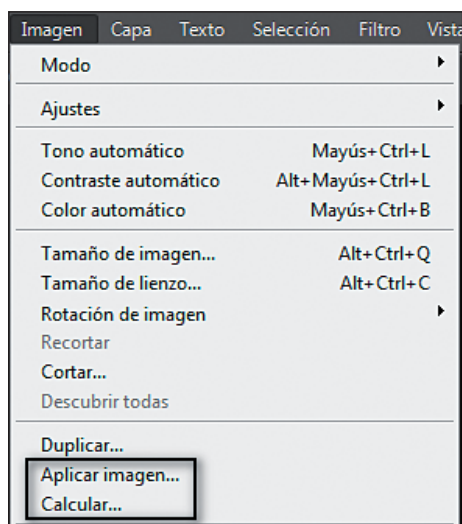 Imagen Capa Texto Selección Filtro Vista
Modo
Ajustes
Tono automático Mayús+Ctrl+L
Contraste automático Alt+Mayús+Ctrl+L
Color automático Mayús+Ctrl+B
Tamaño de imagen... Alt+Ctrl+Q
Tamaño de lienzo... Alt+Ctrl+C
Rotación de imagen
Recortar
Cortar...
Descubrir todas
Duplicar...
Aplicar imagen...
Calcular...